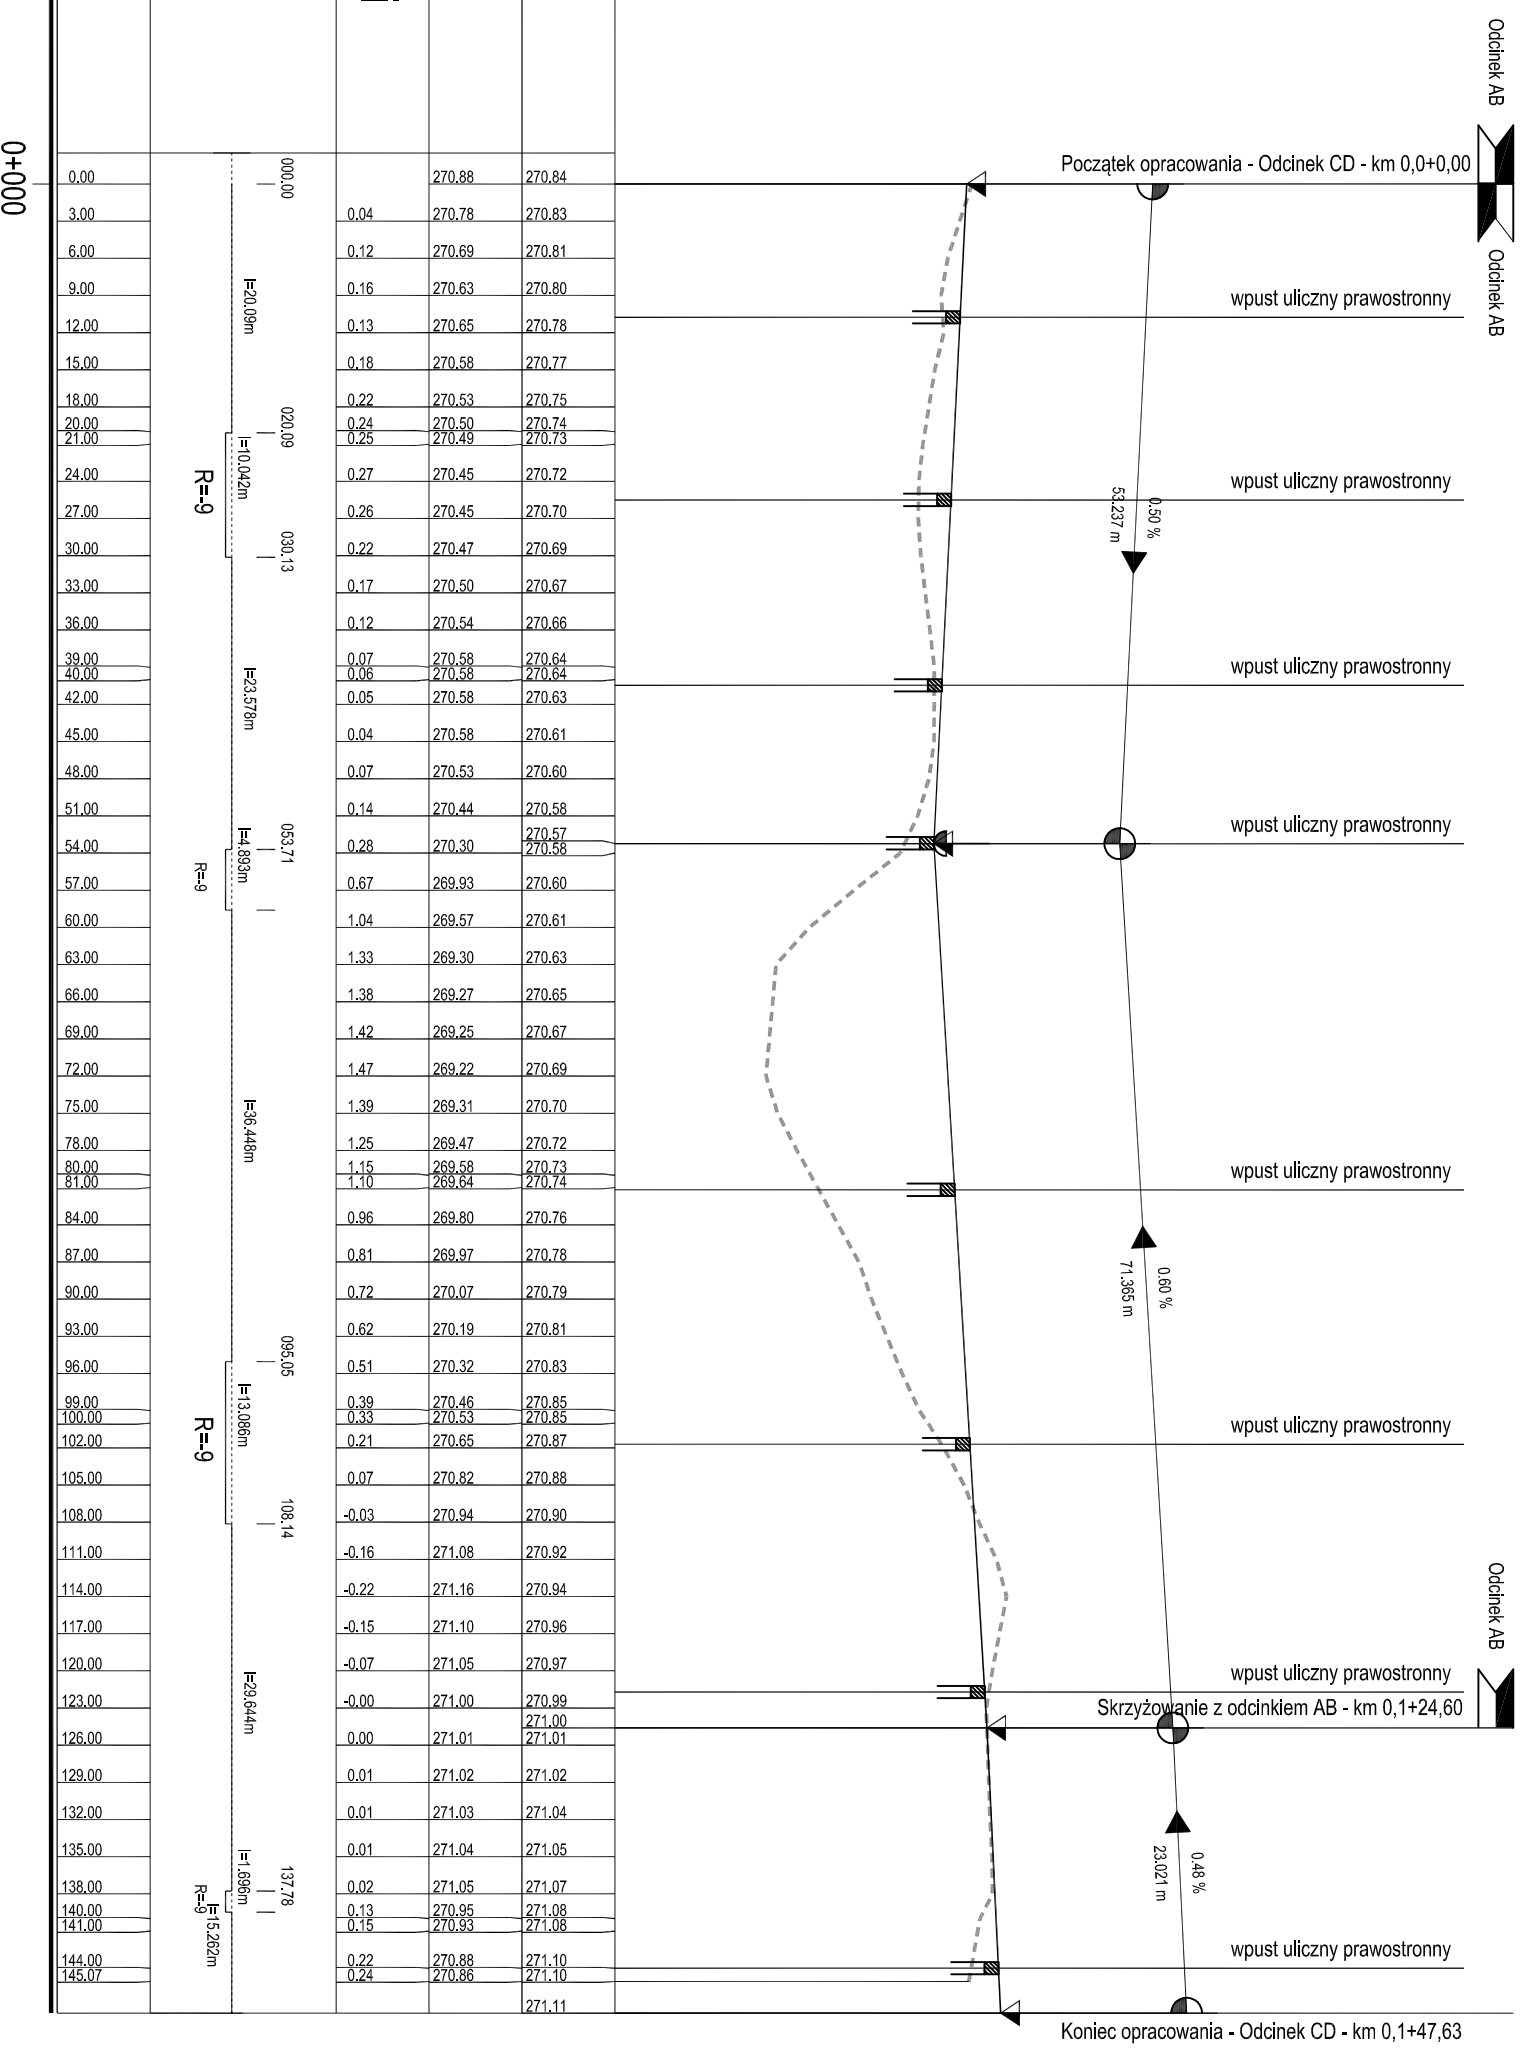 Odcinek AB
Odcinek AB
Odcinek AB
0+000
Początek opracowania - Odcinek CD - km 0,0+0,00
wpust uliczny prawostronny
wpust uliczny prawostronny
wpust uliczny prawostronny
wpust uliczny prawostronny
wpust uliczny prawostronny
wpust uliczny prawostronny
wpust uliczny prawostronny
Skrzyżowanie z odcinkiem AB - km 0,1+24,60
wpust uliczny prawostronny
Koniec opracowania - Odcinek CD - km 0,1+47,63
0.50 %
53.237 m
0.60 %
71.365 m
0.48 %
23.021 m
000.00
020.09
030.13
053.71
095.05
108.14
137.78
l=20.09m
l=10.042m
l=23.578m
l=4.893m
l=36.448m
l=13.086m
l=29.644m
l=1.696m
l=15.262m
R=-9
R=-9
R=-9
R=-9
0.00 270.88 270.84
3.00 0.04 270.78 270.83
6.00 0.12 270.69 270.81
9.00 0.16 270.63 270.80
12.00 0.13 270.65 270.78
15.00 0.18 270.58 270.77
18.00 0.22 270.53 270.75
20.00 0.24 270.50 270.74
21.00 0.25 270.49 270.73
24.00 0.27 270.45 270.72
27.00 0.26 270.45 270.70
30.00 0.22 270.47 270.69
33.00 0.17 270.50 270.67
36.00 0.12 270.54 270.66
39.00 0.07 270.58 270.64
40.00 0.06 270.58 270.64
42.00 0.05 270.58 270.63
45.00 0.04 270.58 270.61
48.00 0.07 270.53 270.60
51.00 0.14 270.44 270.58
270.57
54.00 0.28 270.30 270.58
57.00 0.67 269.93 270.60
60.00 1.04 269.57 270.61
63.00 1.33 269.30 270.63
66.00 1.38 269.27 270.65
69.00 1.42 269.25 270.67
72.00 1.47 269.22 270.69
75.00 1.39 269.31 270.70
78.00 1.25 269.47 270.72
80.00 1.15 269.58 270.73
81.00 1.10 269.64 270.74
84.00 0.96 269.80 270.76
87.00 0.81 269.97 270.78
90.00 0.72 270.07 270.79
93.00 0.62 270.19 270.81
96.00 0.51 270.32 270.83
99.00 0.39 270.46 270.85
100.00 0.33 270.53 270.85
102.00 0.21 270.65 270.87
105.00 0.07 270.82 270.88
108.00 -0.03 270.94 270.90
111.00 -0.16 271.08 270.92
114.00 -0.22 271.16 270.94
117.00 -0.15 271.10 270.96
120.00 -0.07 271.05 270.97
123.00 -0.00 271.00 270.99
271.00
126.00 0.00 271.01 271.01
129.00 0.01 271.02 271.02
132.00 0.01 271.03 271.04
135.00 0.01 271.04 271.05
138.00 0.02 271.05 271.07
140.00 0.13 270.95 271.08
141.00 0.15 270.93 271.08
144.00 0.22 270.88 271.10
145.07 0.24 270.86 271.10
271.11